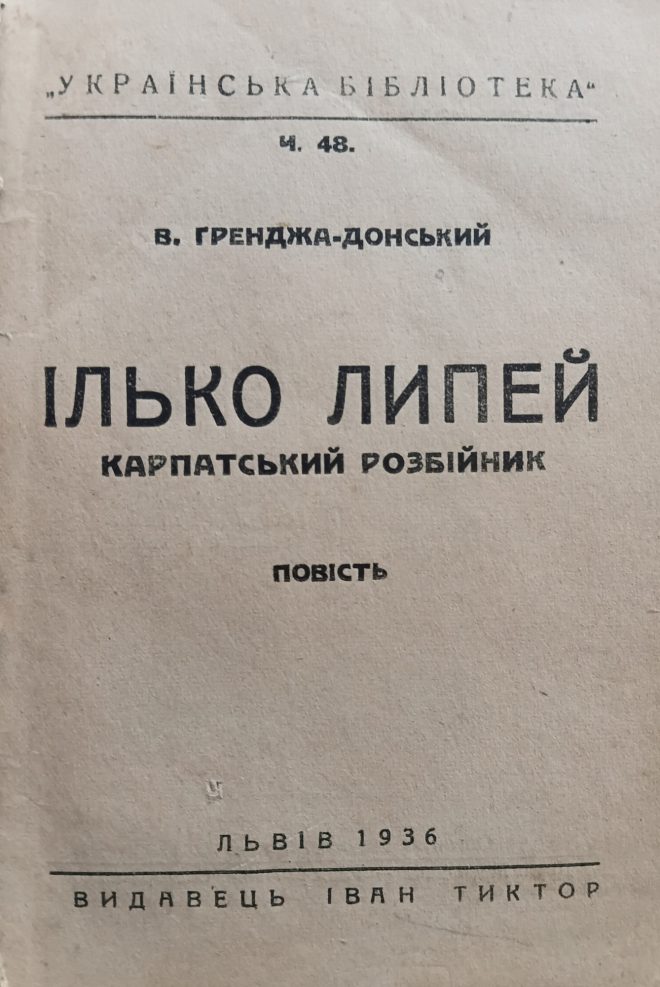 „УКРАЇНСЬКА БІБЛІОТЕКА“
Ч. 48.
В. ҐРЕНДЖА-ДОНСЬКИЙ
ІЛЬКО ЛИПЕЙ
КАРПАТСЬКИЙ РОЗБІЙНИК
ПОВІСТЬ
ЛЬВІВ 1936
ВИДАВЕЦЬ ІВАН ТИКТОР